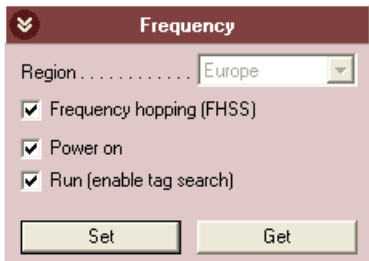 Frequency
Region . . . . . . . . . . . . Europe
Frequency hopping (FHSS)
Power on
Run (enable tag search)
Set Get